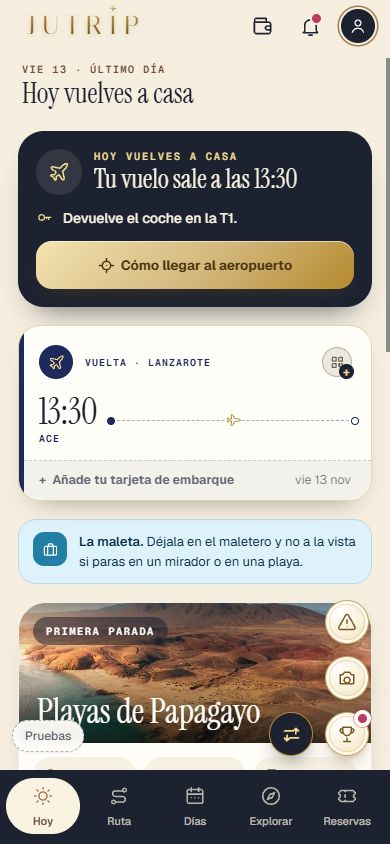 JUTRIP
VIE 13 · ÚLTIMO DÍA
Hoy vuelves a casa
HOY VUELVES A CASA
Tu vuelo sale a las 13:30
Devuelve el coche en la T1.
Cómo llegar al aeropuerto
VUELTA · LANZAROTE
13:30
ACE
+ Añade tu tarjeta de embarque
vie 13 nov
La maleta. Déjala en el maletero y no a la vista
si paras en un mirador o en una playa.
PRIMERA PARADA
Playas de Papagayo
Pruebas
Hoy
Ruta
Días
Explorar
Reservas